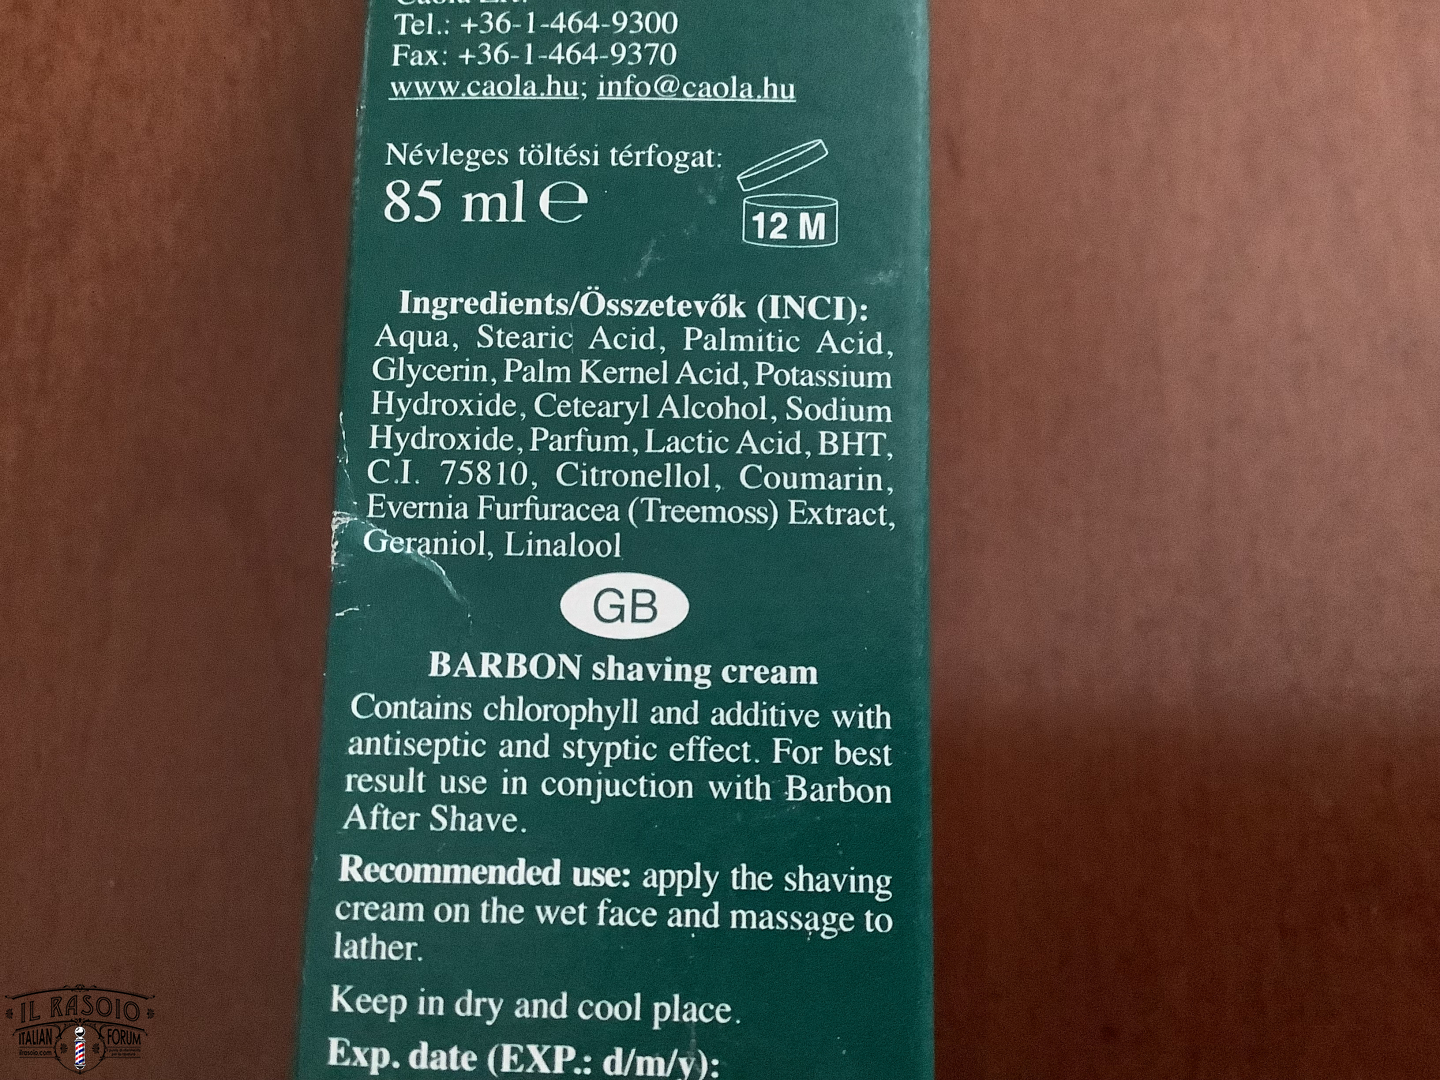 Tel.: +36-1-464-9300
Fax: +36-1-464-9370
www.caola.hu; info@caola.hu
Névleges töltési térfogat:
85 ml ℮
12 M
Ingredients/Összetevők (INCI):
Aqua, Stearic Acid, Palmitic Acid,
Glycerin, Palm Kernel Acid, Potassium
Hydroxide, Cetearyl Alcohol, Sodium
Hydroxide, Parfum, Lactic Acid, BHT,
C.I. 75810, Citronellol, Coumarin,
Evernia Furfuracea (Treemoss) Extract,
Geraniol, Linalool
GB
BARBON shaving cream
Contains chlorophyll and additive with
antiseptic and styptic effect. For best
result use in conjuction with Barbon
After Shave.
Recommended use: apply the shaving
cream on the wet face and massage to
lather.
Keep in dry and cool place.
Exp. date (EXP.: d/m/y):
IL RASOIO
ITALIAN FORUM